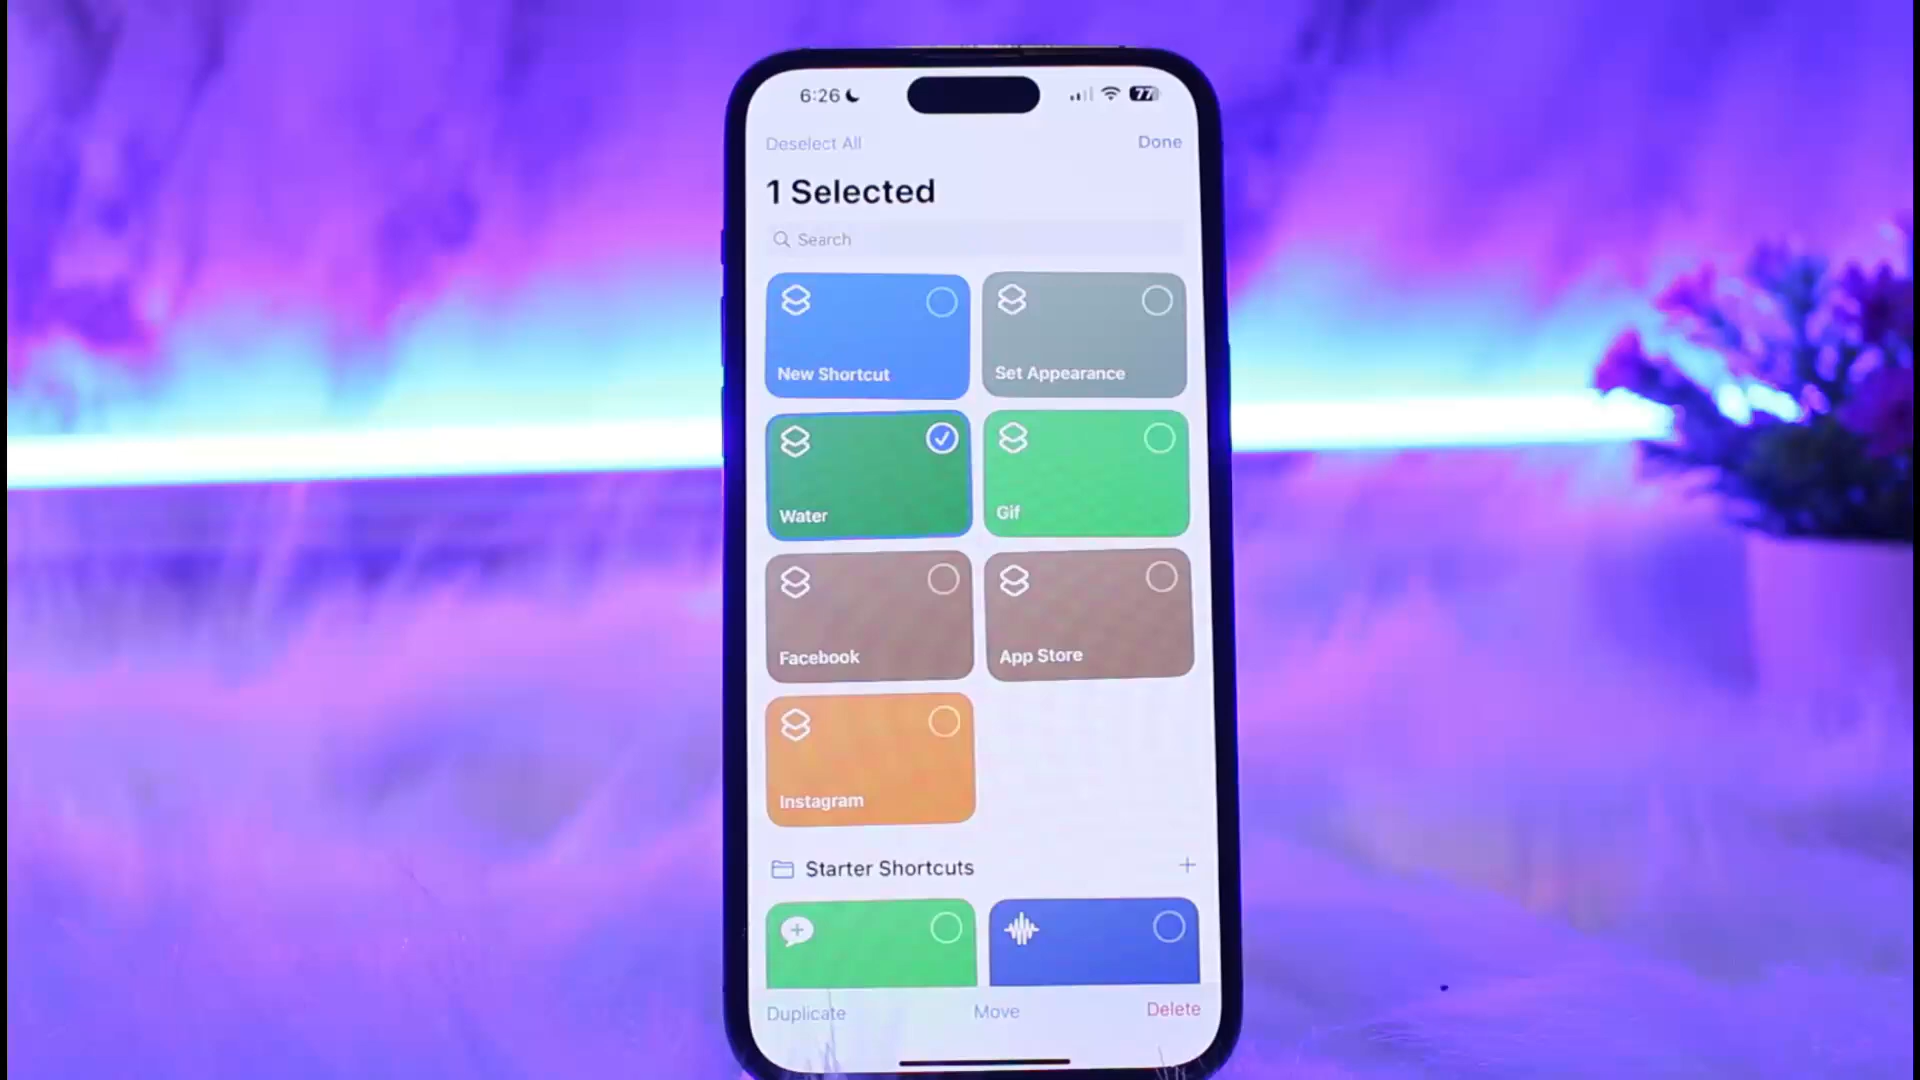 6:26
77
Deselect All
Done
1 Selected
Search
New Shortcut
Set Appearance
Water
Gif
Facebook
App Store
Instagram
Starter Shortcuts
Duplicate
Move
Delete